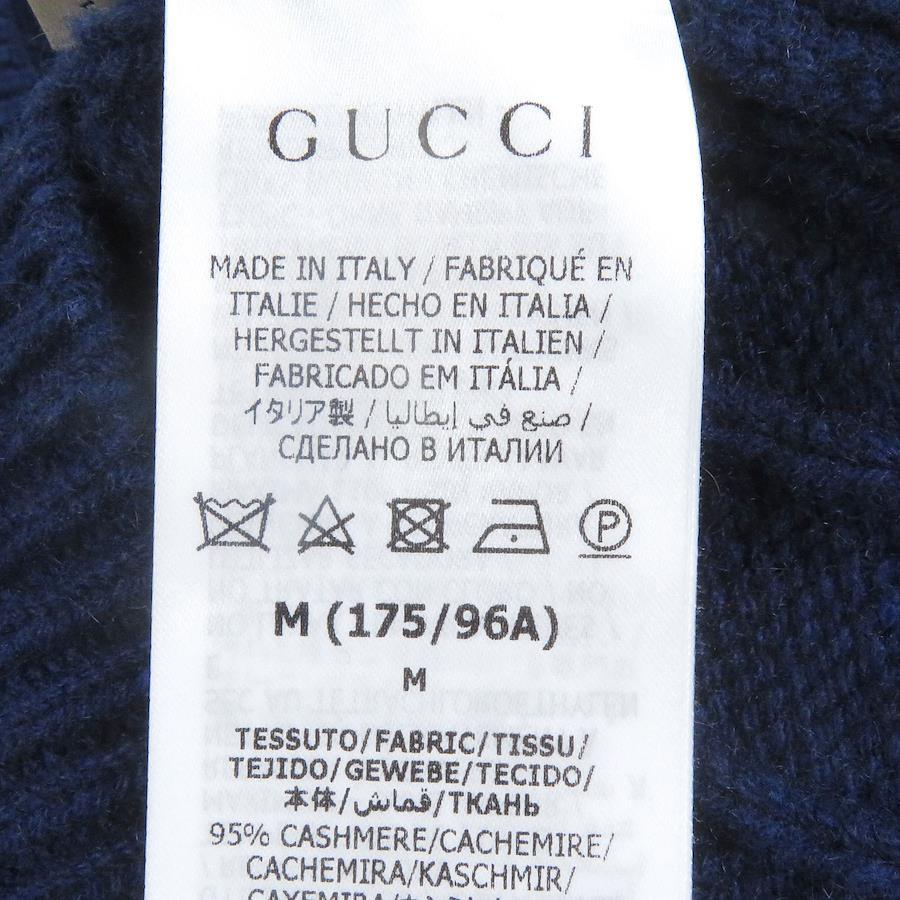 GUCCI
MADE IN ITALY / FABRIQUÉ EN
ITALIE / HECHO EN ITALIA /
HERGESTELLT IN ITALIEN /
FABRICADO EM ITÁLIA /
イタリア製 / صنع في إيطاليا /
СДЕЛАНО В ИТАЛИИ
P
M (175/96A)
M
TESSUTO/FABRIC/TISSU/
TEJIDO/GEWEBE/TECIDO/
本体/قماش/ТКАНЬ
95% CASHMERE/CACHEMIRE/
CACHEMIRA/KASCHMIR/